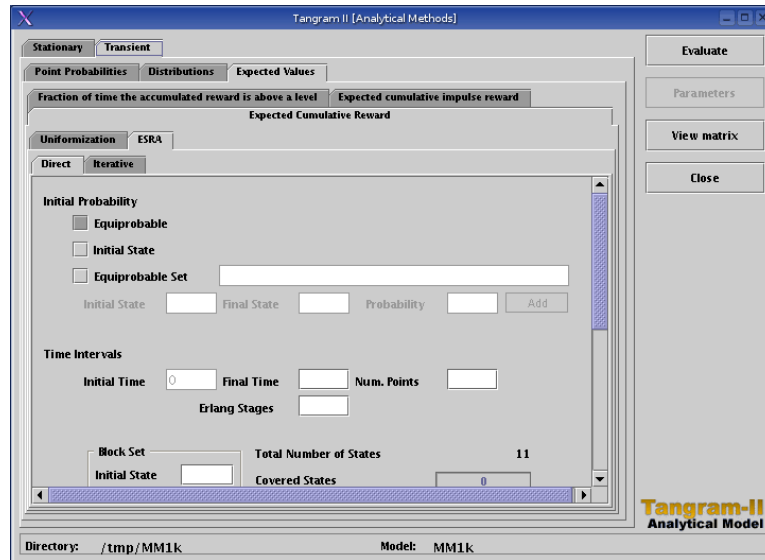 Tangram II [Analytical Methods]
Stationary Transient
Evaluate
Point Probabilities Distributions Expected Values
Parameters
Fraction of time the accumulated reward is above a level Expected cumulative impulse reward
Expected Cumulative Reward
View matrix
Uniformization ESRA
Direct Iterative
Close
Initial Probability
Equiprobable
Initial State
Equiprobable Set
Initial State Final State Probability Add
Time Intervals
Initial Time 0 Final Time Num. Points
Erlang Stages
Block Set Total Number of States 11
Initial State Covered States 0
Tangram-II
Analytical Model
Directory: /tmp/MM1k Model: MM1k